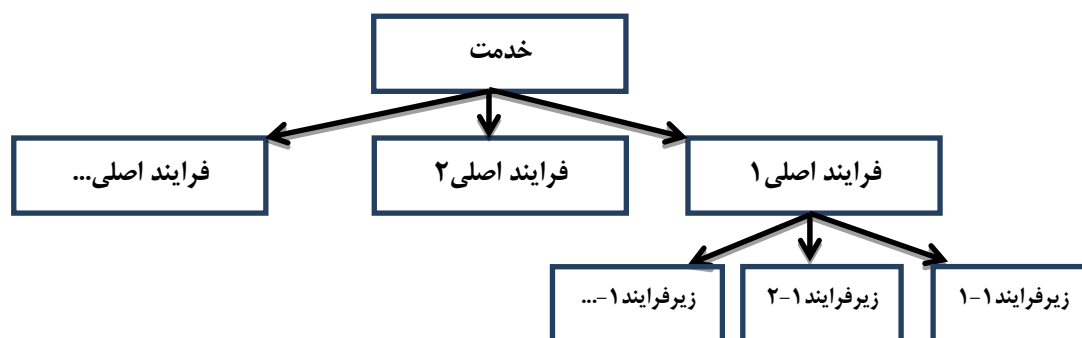 خدمت
فرایند اصلی۱
فرایند اصلی۲
فرایند اصلی...
زیرفرایند۱-۱
زیرفرایند۱-۲
زیرفرایند۱-...